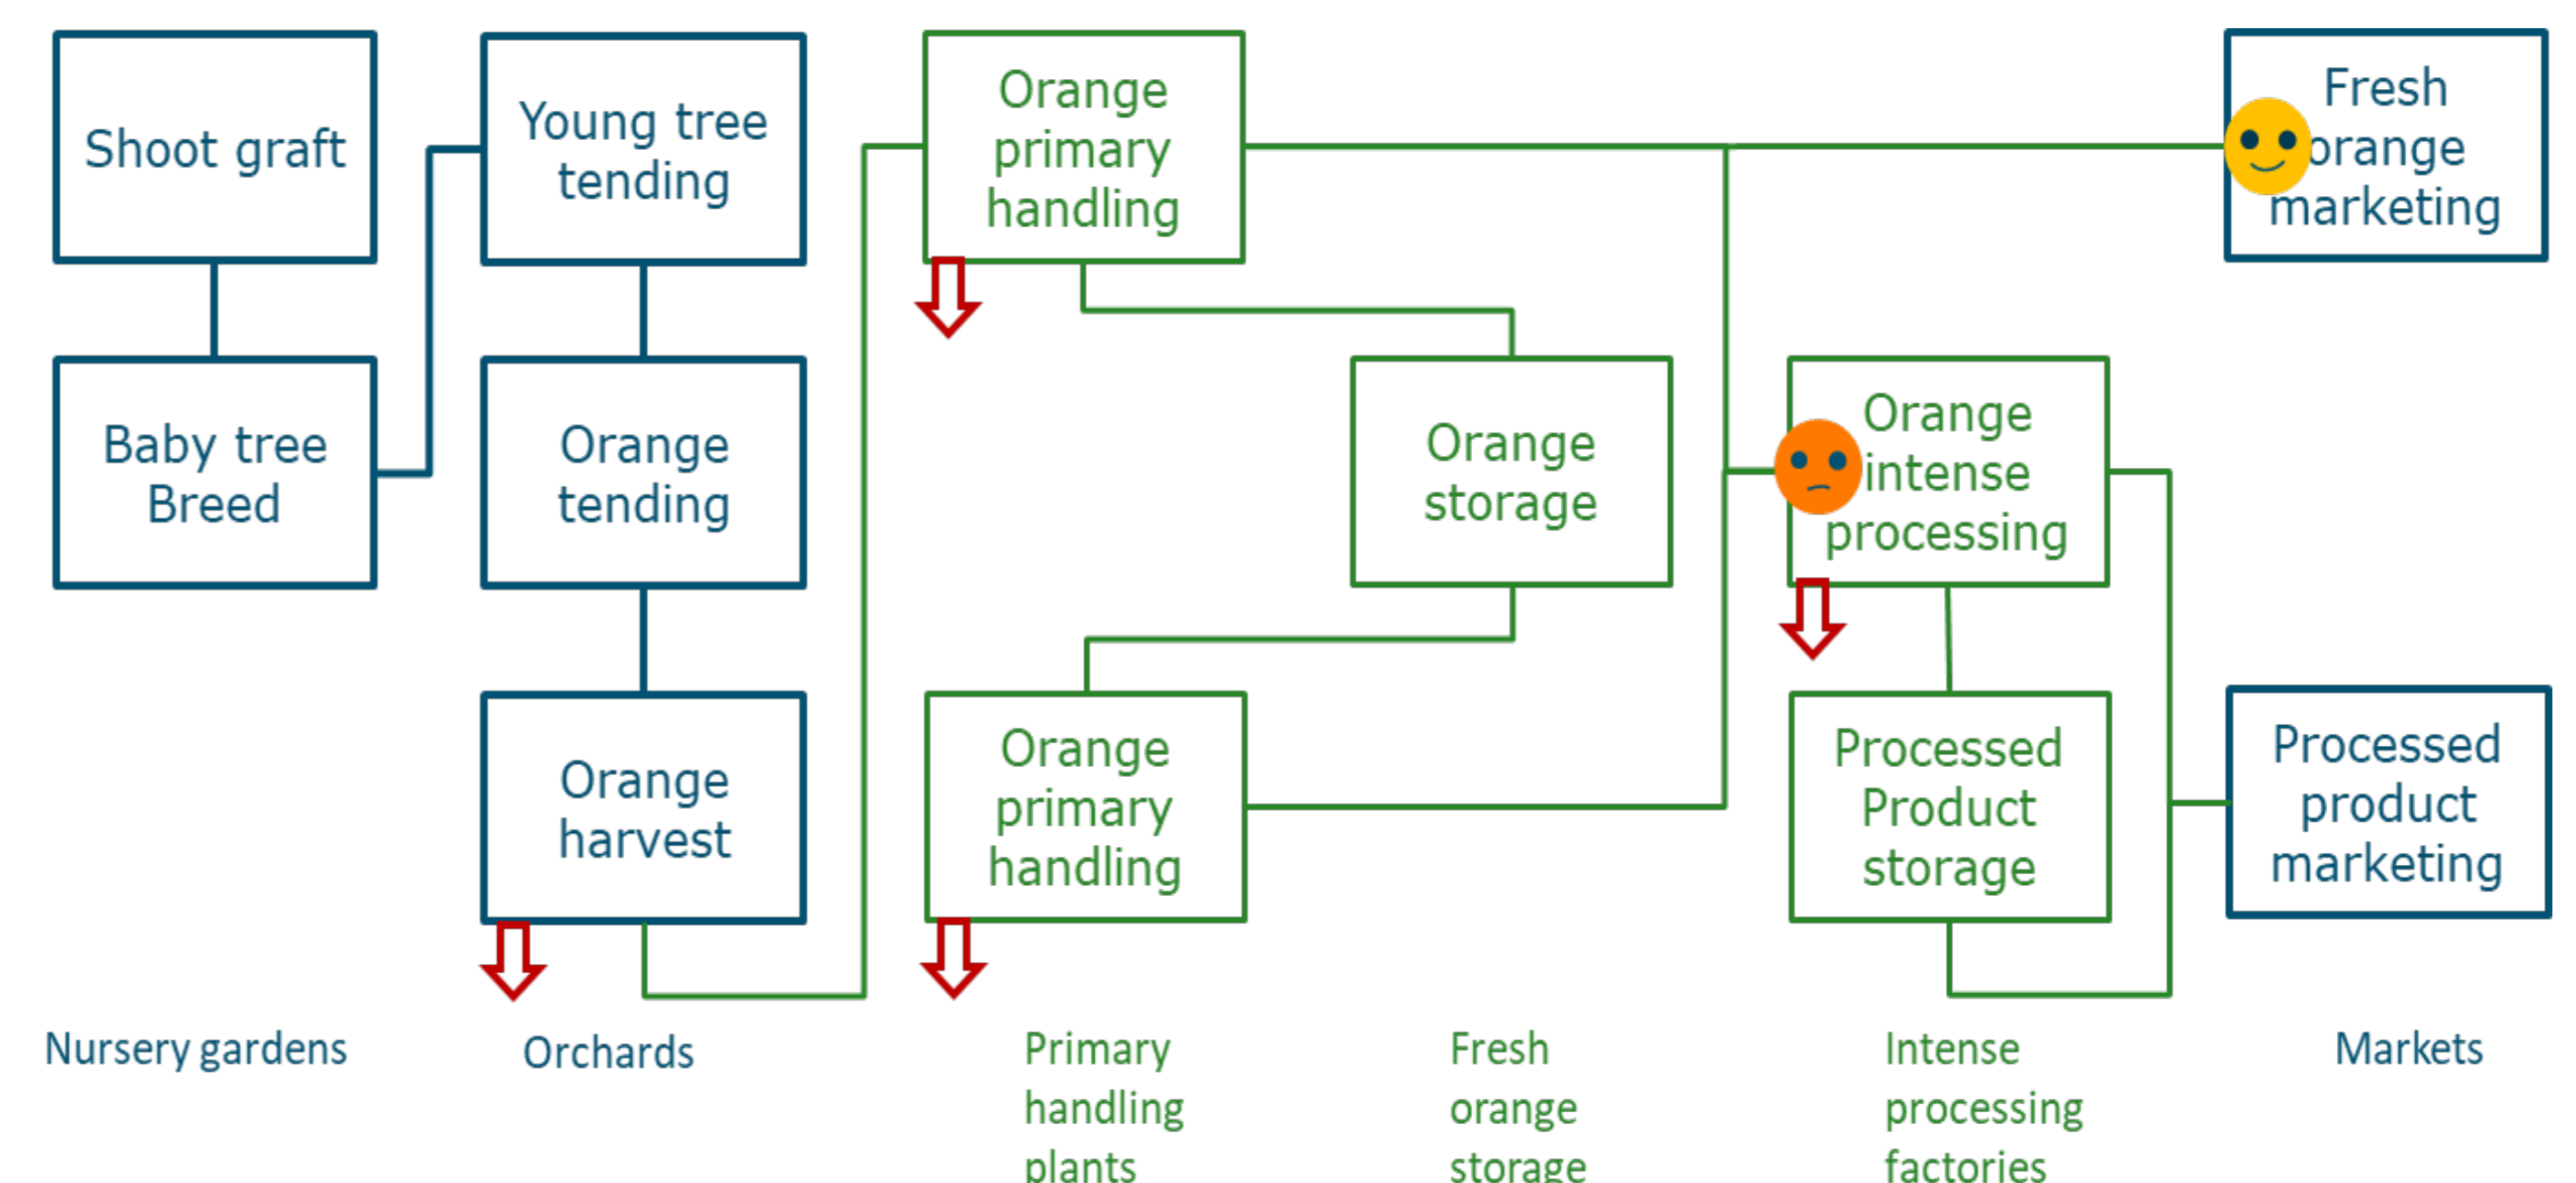 Shoot graft
Baby tree
Breed
Young tree
tending
Orange
tending
Orange
harvest
Orange
primary
handling
Orange
storage
Orange
primary
handling
Orange
intense
processing
Processed
Product
storage
Fresh
orange
marketing
Processed
product
marketing
Nursery gardens
Orchards
Primary
handling
plants
Fresh
orange
storage
Intense
processing
factories
Markets